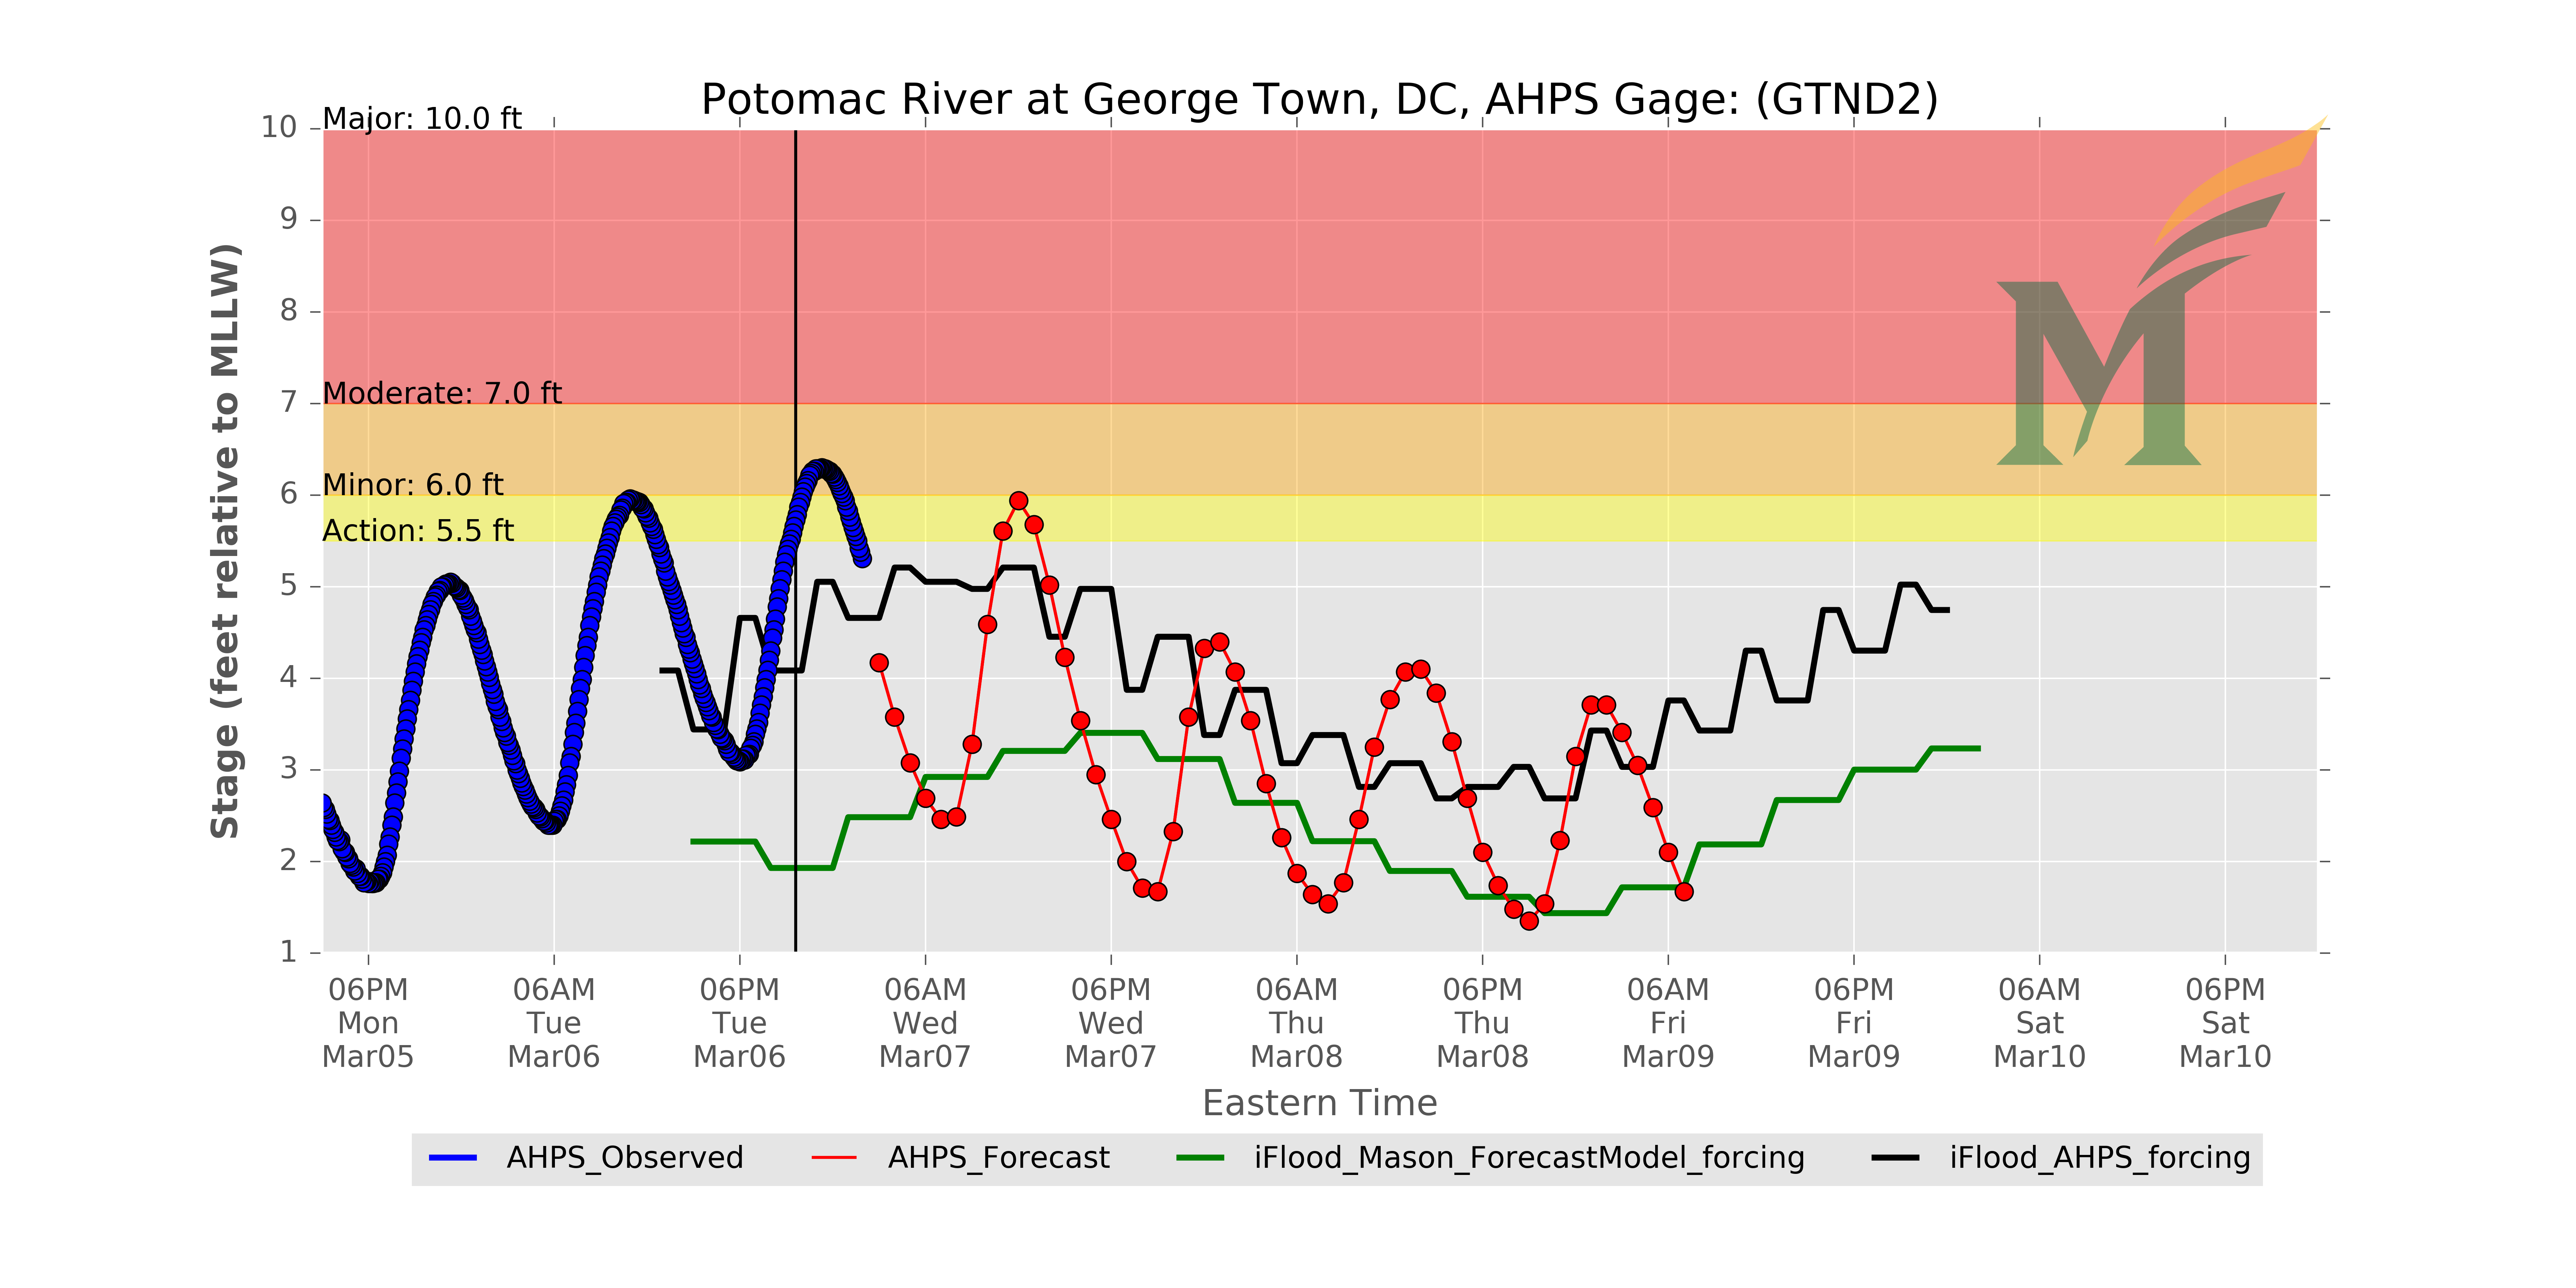 Potomac River at George Town, DC, AHPS Gage: (GTND2)
Major: 10.0 ft
Moderate: 7.0 ft
Minor: 6.0 ft
Action: 5.5 ft
Stage (feet relative to MLLW)
10
9
8
7
6
5
4
3
2
1
06PM Mon Mar05
06AM Tue Mar06
06PM Tue Mar06
06AM Wed Mar07
06PM Wed Mar07
06AM Thu Mar08
06PM Thu Mar08
06AM Fri Mar09
06PM Fri Mar09
06AM Sat Mar10
06PM Sat Mar10
Eastern Time
AHPS_Observed
AHPS_Forecast
iFlood_Mason_ForecastModel_forcing
iFlood_AHPS_forcing
M